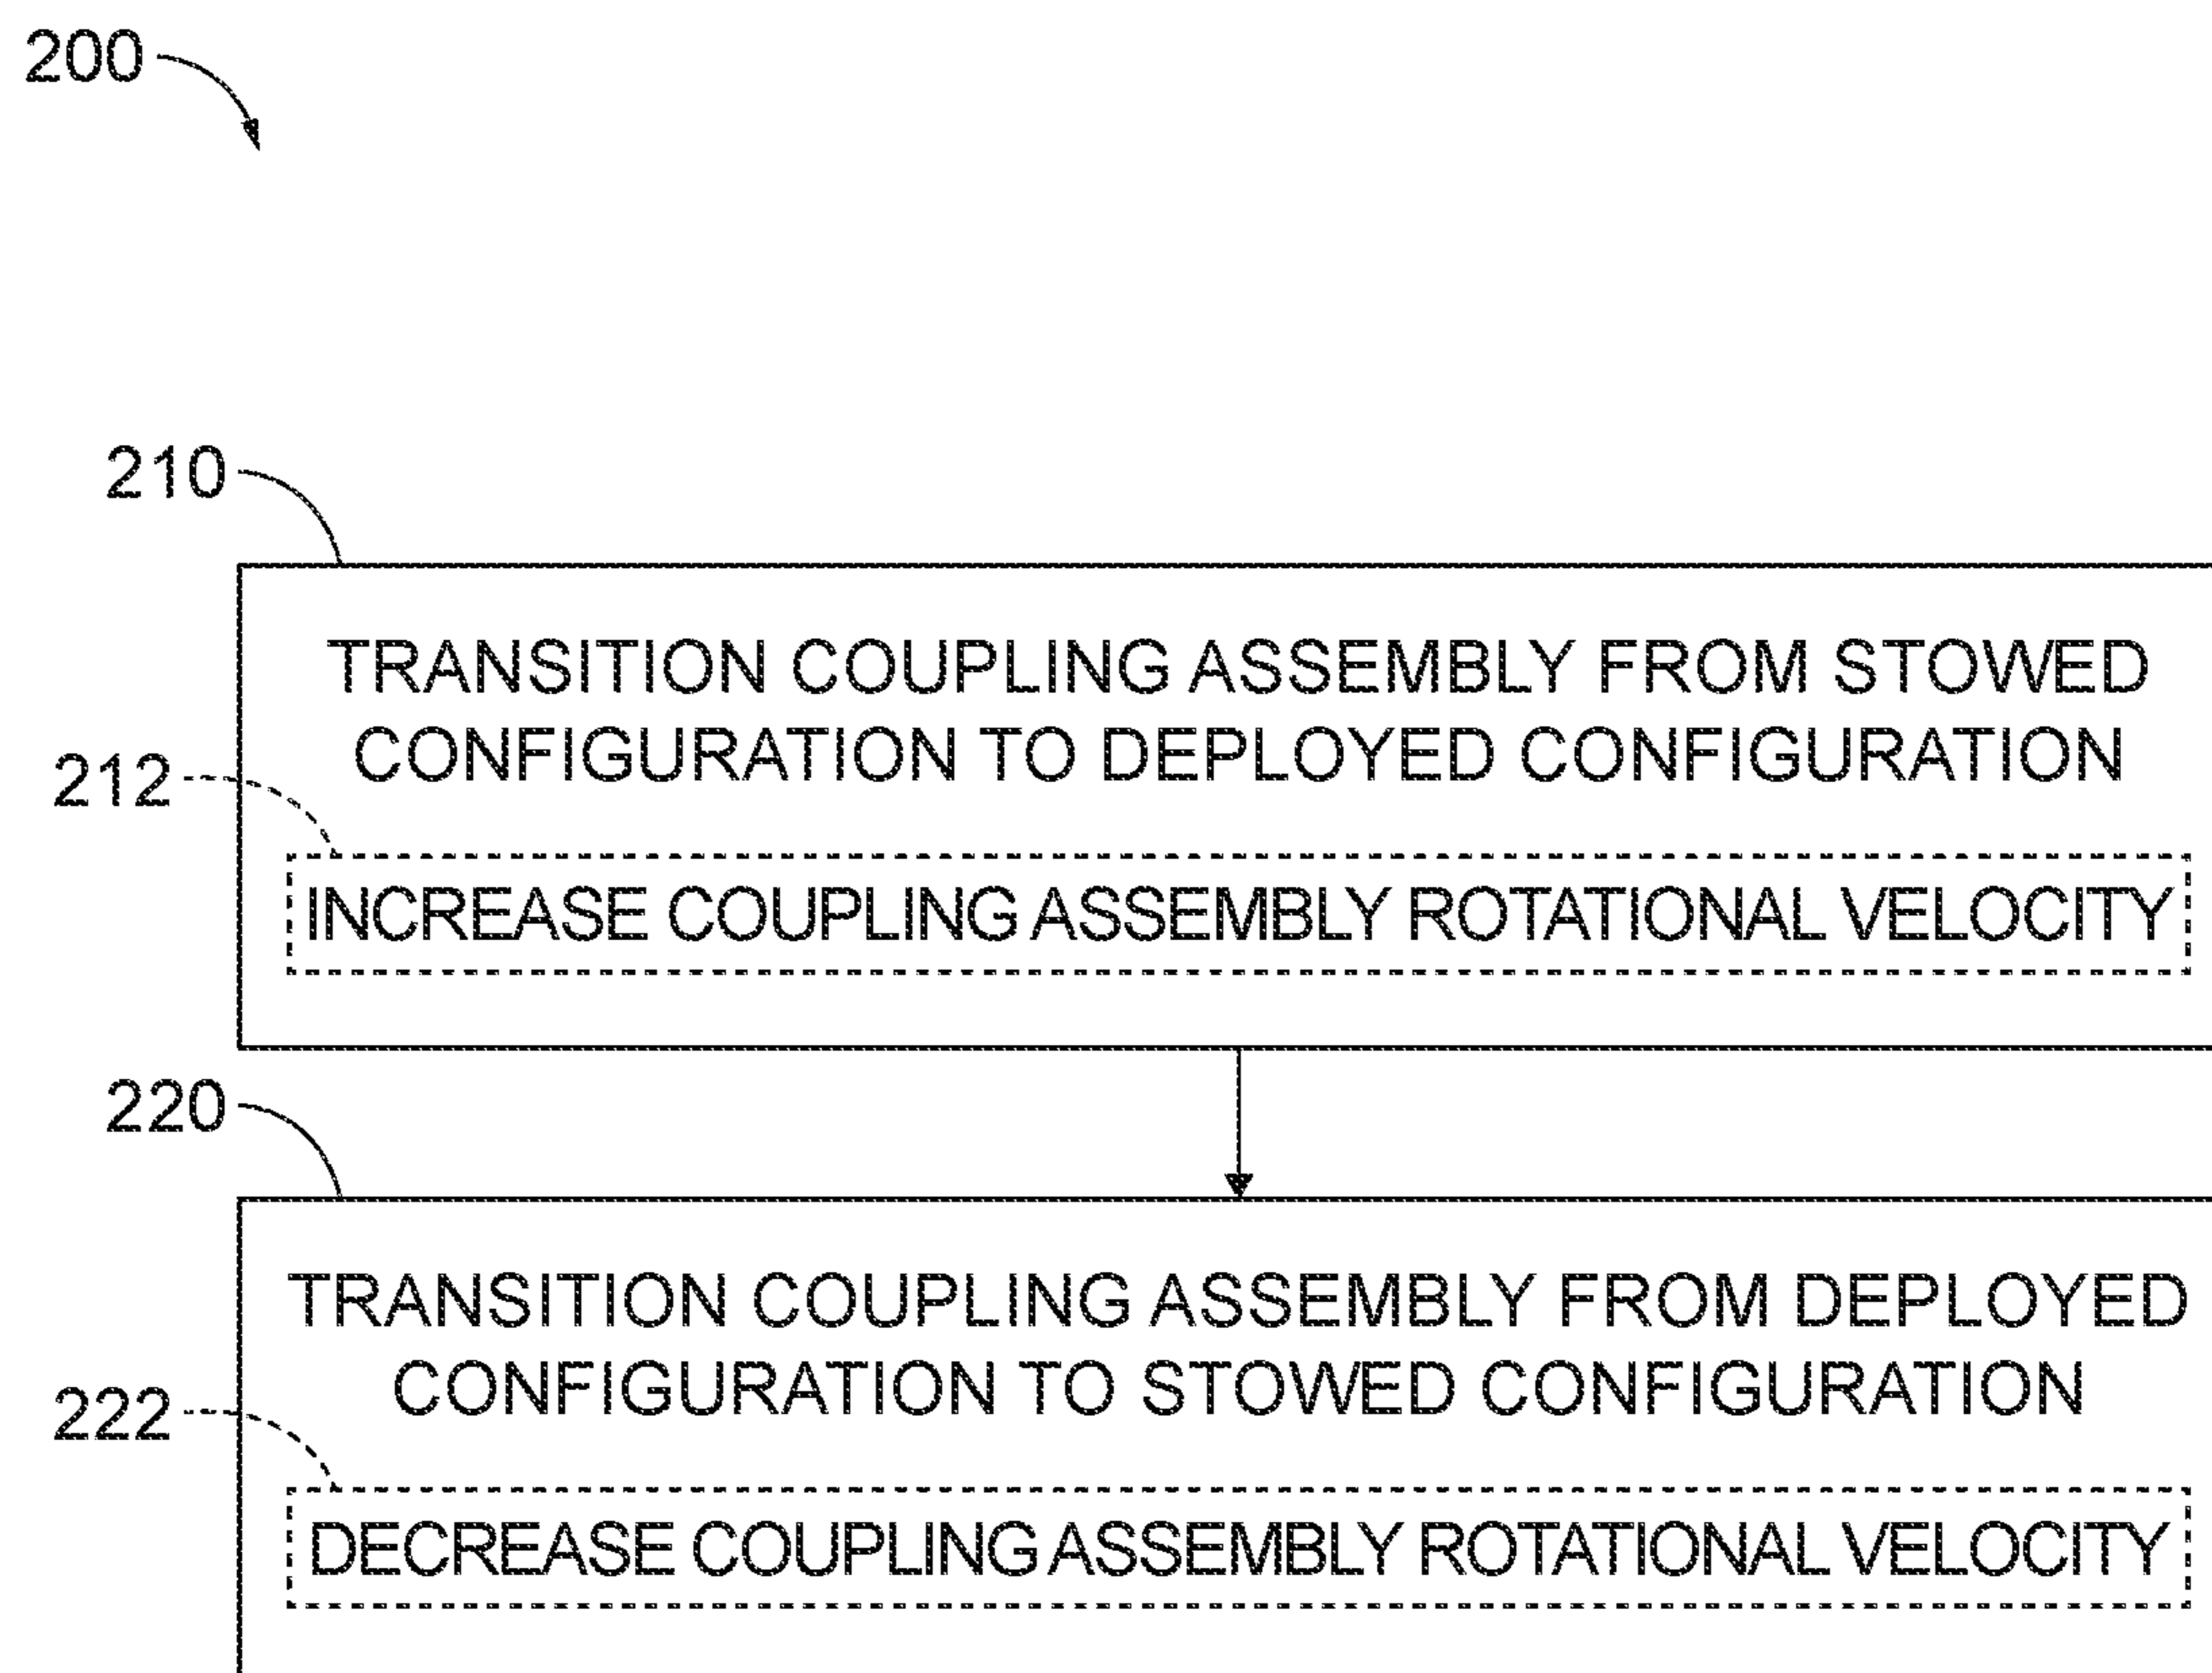 200
210
TRANSITION COUPLING ASSEMBLY FROM STOWED
CONFIGURATION TO DEPLOYED CONFIGURATION
212
INCREASE COUPLING ASSEMBLY ROTATIONAL VELOCITY
220
TRANSITION COUPLING ASSEMBLY FROM DEPLOYED
CONFIGURATION TO STOWED CONFIGURATION
222
DECREASE COUPLING ASSEMBLY ROTATIONAL VELOCITY